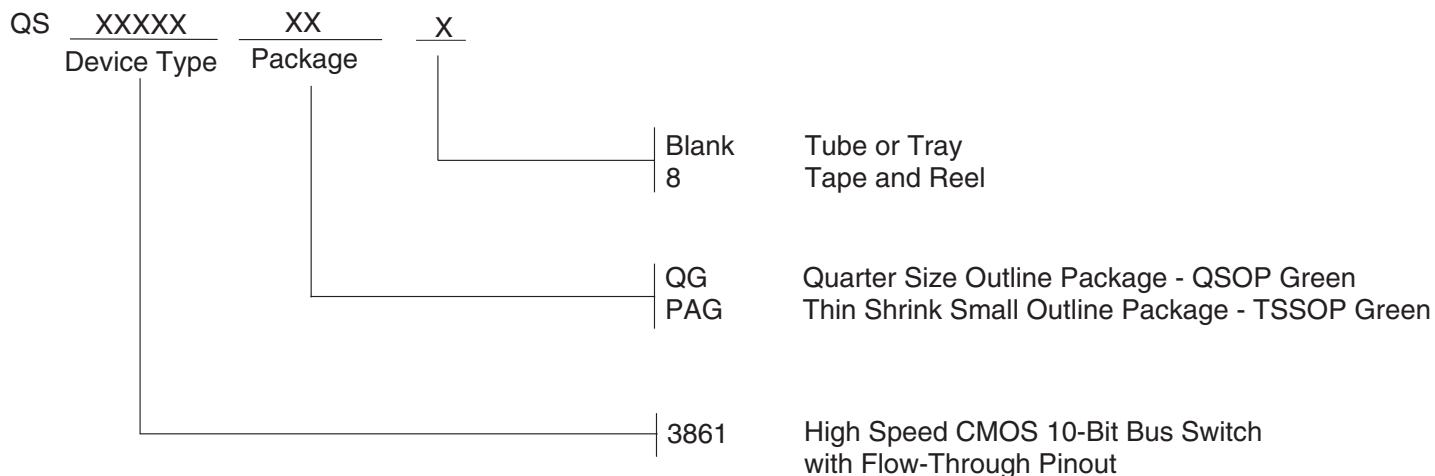 QS XXXXX XX X
Device Type Package
Blank Tube or Tray
8 Tape and Reel
QG Quarter Size Outline Package - QSOP Green
PAG Thin Shrink Small Outline Package - TSSOP Green
3861 High Speed CMOS 10-Bit Bus Switch
with Flow-Through Pinout